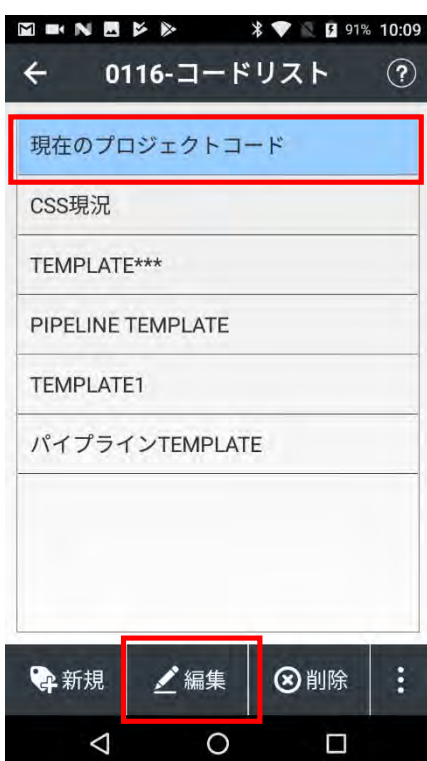 91% 10:09
0116-コードリスト ?
現在のプロジェクトコード
CSS現況
TEMPLATE***
PIPELINE TEMPLATE
TEMPLATE1
パイプラインTEMPLATE
新規 編集 削除